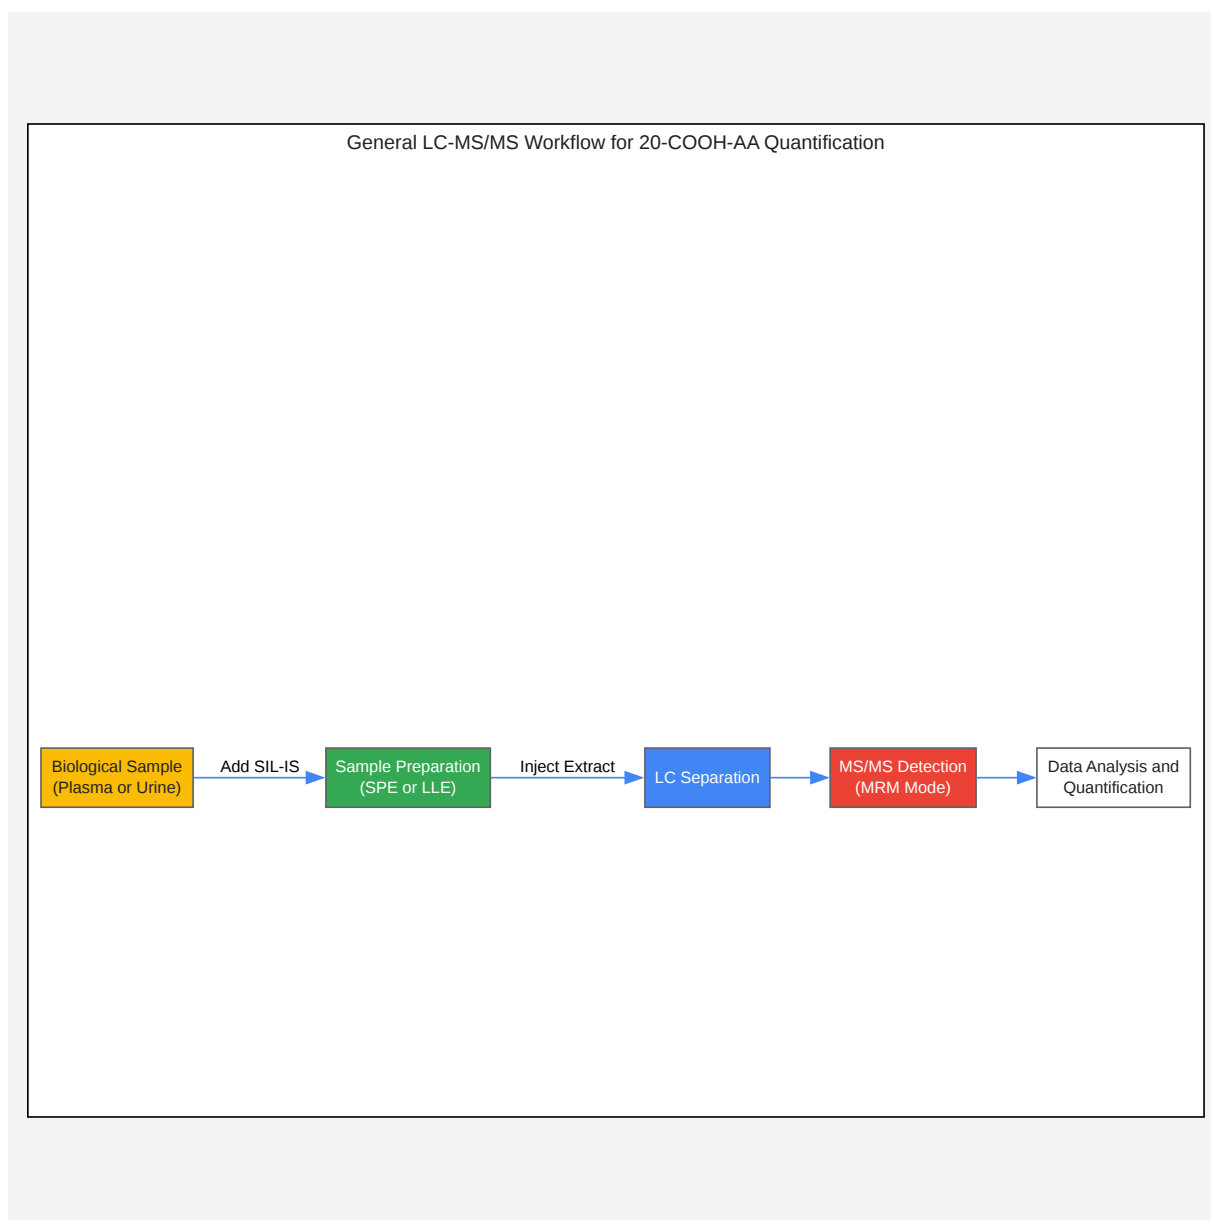 General LC-MS/MS Workflow for 20-COOH-AA Quantification
Biological Sample
(Plasma or Urine)
Add SIL-IS
Sample Preparation
(SPE or LLE)
Inject Extract
LC Separation
MS/MS Detection
(MRM Mode)
Data Analysis and
Quantification